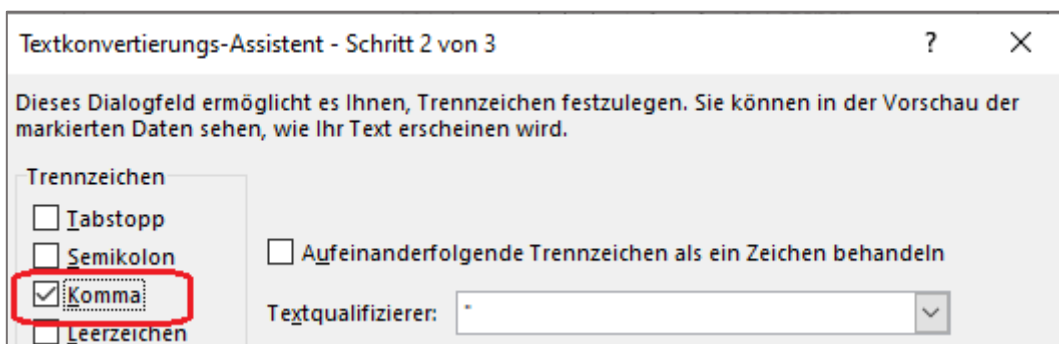 Textkonvertierungs-Assistent - Schritt 2 von 3
Dieses Dialogfeld ermöglicht es Ihnen, Trennzeichen festzulegen. Sie können in der Vorschau der
markierten Daten sehen, wie Ihr Text erscheinen wird.
Trennzeichen
Tabstopp
Semikolon
Aufeinanderfolgende Trennzeichen als ein Zeichen behandeln
Komma
Textqualifizierer: "
Leerzeichen